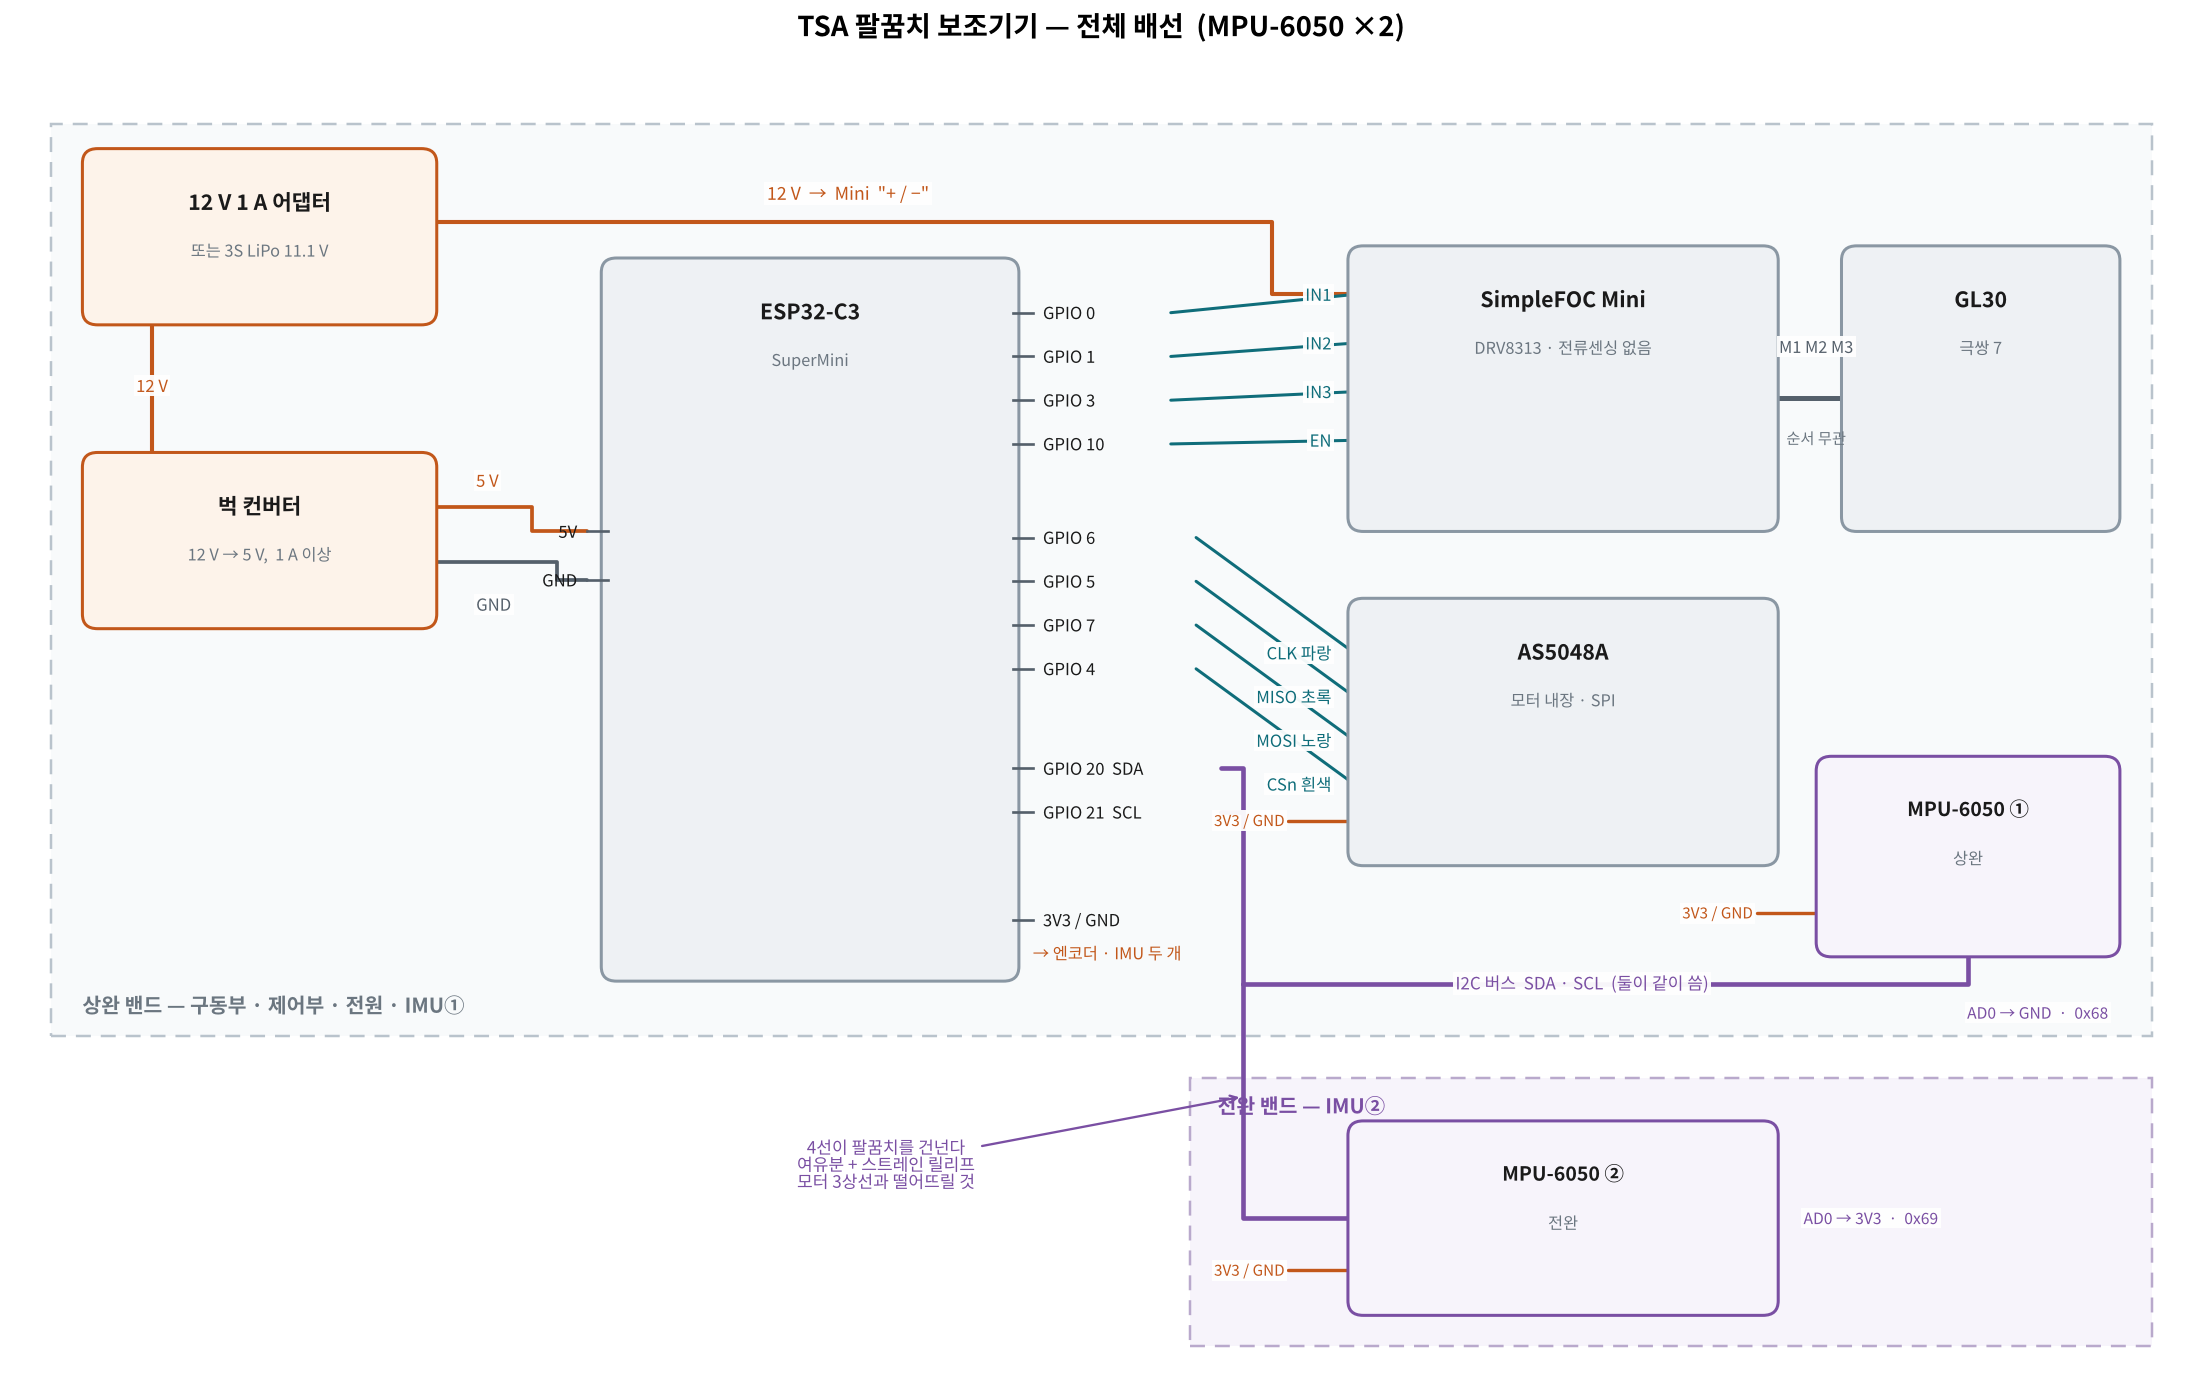 TSA 팔꿈치 보조기기 — 전체 배선 (MPU-6050 ×2)
12 V 1 A 어댑터
또는 3S LiPo 11.1 V
12 V → Mini "+ / −"
12 V
벅 컨버터
12 V → 5 V, 1 A 이상
5 V
GND
5V
GND
ESP32-C3
SuperMini
GPIO 0
GPIO 1
GPIO 3
GPIO 10
GPIO 6
GPIO 5
GPIO 7
GPIO 4
GPIO 20 SDA
GPIO 21 SCL
3V3 / GND
→ 엔코더 · IMU 두 개
IN1
IN2
IN3
EN
SimpleFOC Mini
DRV8313 · 전류센싱 없음
M1 M2 M3
순서 무관
GL30
극쌍 7
CLK 파랑
MISO 초록
MOSI 노랑
CSn 흰색
3V3 / GND
AS5048A
모터 내장 · SPI
MPU-6050 ①
상완
3V3 / GND
I2C 버스 SDA · SCL (둘이 같이 씀)
AD0 → GND · 0x68
상완 밴드 — 구동부 · 제어부 · 전원 · IMU①
전완 밴드 — IMU②
4선이 팔꿈치를 건넌다
여유분 + 스트레인 릴리프
모터 3상선과 떨어뜨릴 것
MPU-6050 ②
전완
AD0 → 3V3 · 0x69
3V3 / GND